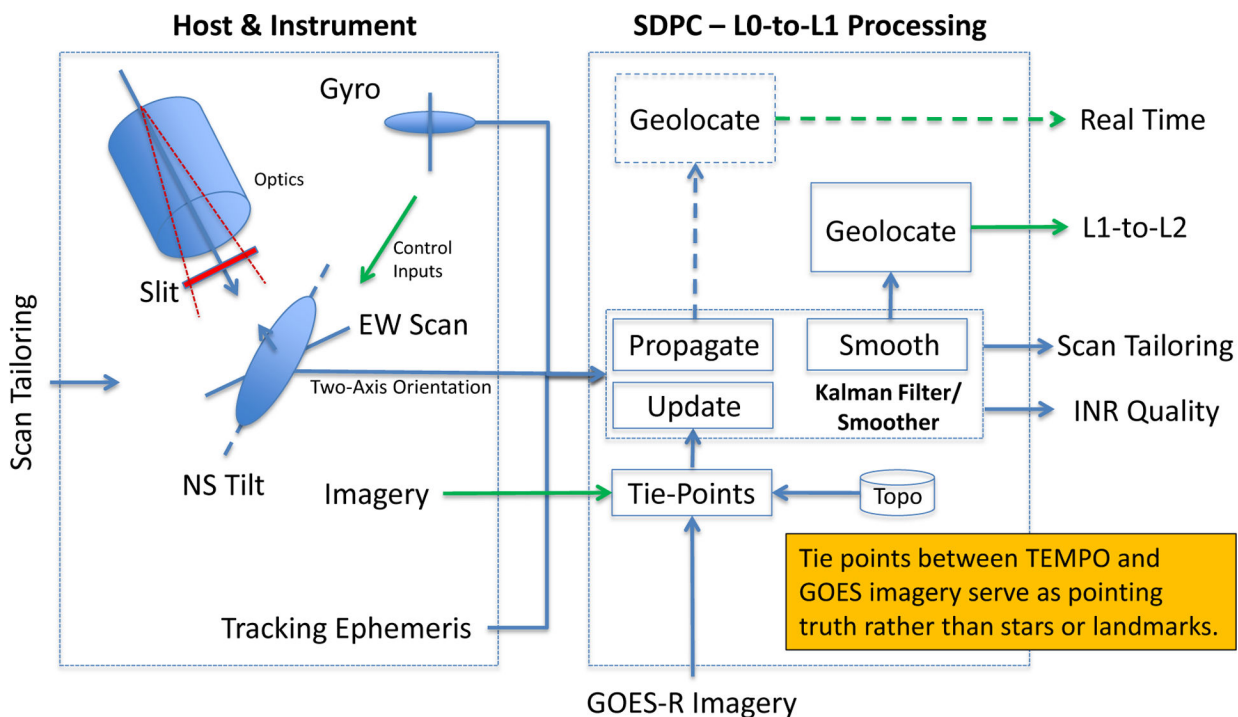 Host & Instrument
SDPC – L0-to-L1 Processing
Gyro
Optics
Control
Inputs
Slit
EW Scan
Two-Axis Orientation
NS Tilt
Scan Tailoring
Imagery
Tracking Ephemeris
Geolocate
Real Time
Geolocate
L1-to-L2
Propagate
Smooth
Scan Tailoring
Update
Kalman Filter/
Smoother
INR Quality
Tie-Points
Topo
Tie points between TEMPO and
GOES imagery serve as pointing
truth rather than stars or landmarks.
GOES-R Imagery